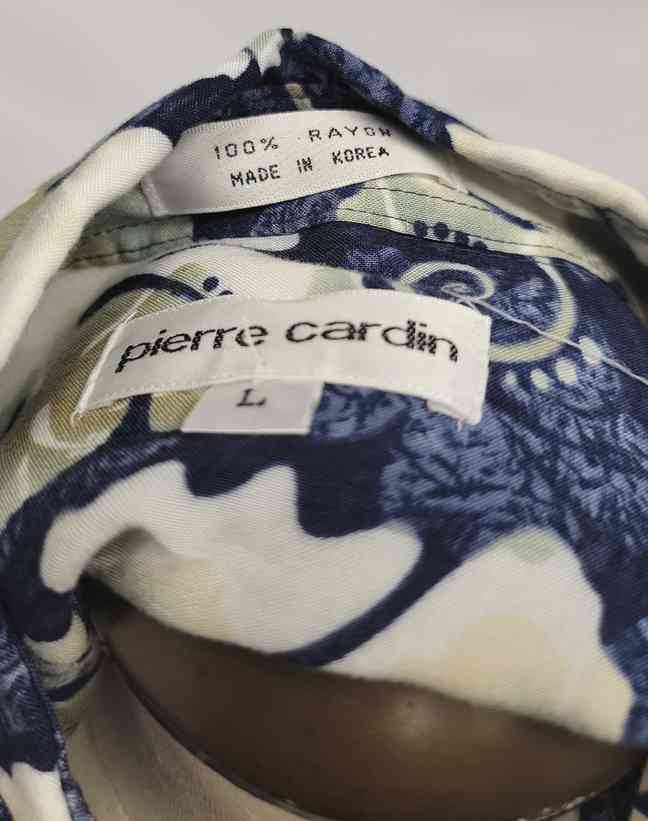 100% RAYON
MADE IN KOREA
pierre cardin
L